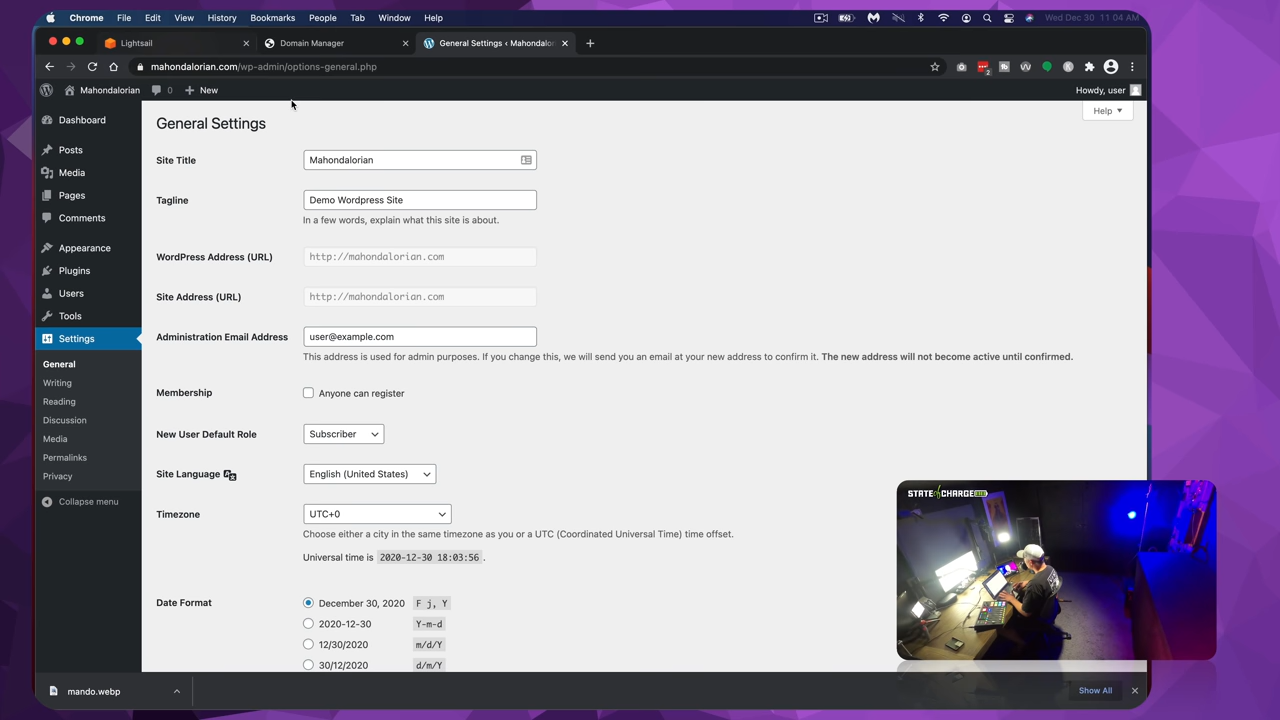 Chrome File Edit View History Bookmarks People Tab Window Help Wed Dec 30 11:04 AM
Lightsail Domain Manager General Settings ‹ Mahondalor
mahondalorian.com/wp-admin/options-general.php 2
Mahondalorian 0 New Howdy, user
Help
Dashboard
Posts
Media
Pages
Comments
Appearance
Plugins
Users
Tools
Settings
General
Writing
Reading
Discussion
Media
Permalinks
Privacy
Collapse menu
General Settings
Site Title Mahondalorian
Tagline Demo Wordpress Site
In a few words, explain what this site is about.
WordPress Address (URL) http://mahondalorian.com
Site Address (URL) http://mahondalorian.com
Administration Email Address user@example.com
This address is used for admin purposes. If you change this, we will send you an email at your new address to confirm it. The new address will not become active until confirmed.
Membership Anyone can register
New User Default Role Subscriber
Site Language English (United States)
Timezone UTC+0
Choose either a city in the same timezone as you or a UTC (Coordinated Universal Time) time offset.
Universal time is 2020-12-30 18:03:56 .
Date Format December 30, 2020 F j, Y
2020-12-30 Y-m-d
12/30/2020 m/d/Y
30/12/2020 d/m/Y
STATE OF CHARGE
mando.webp Show All